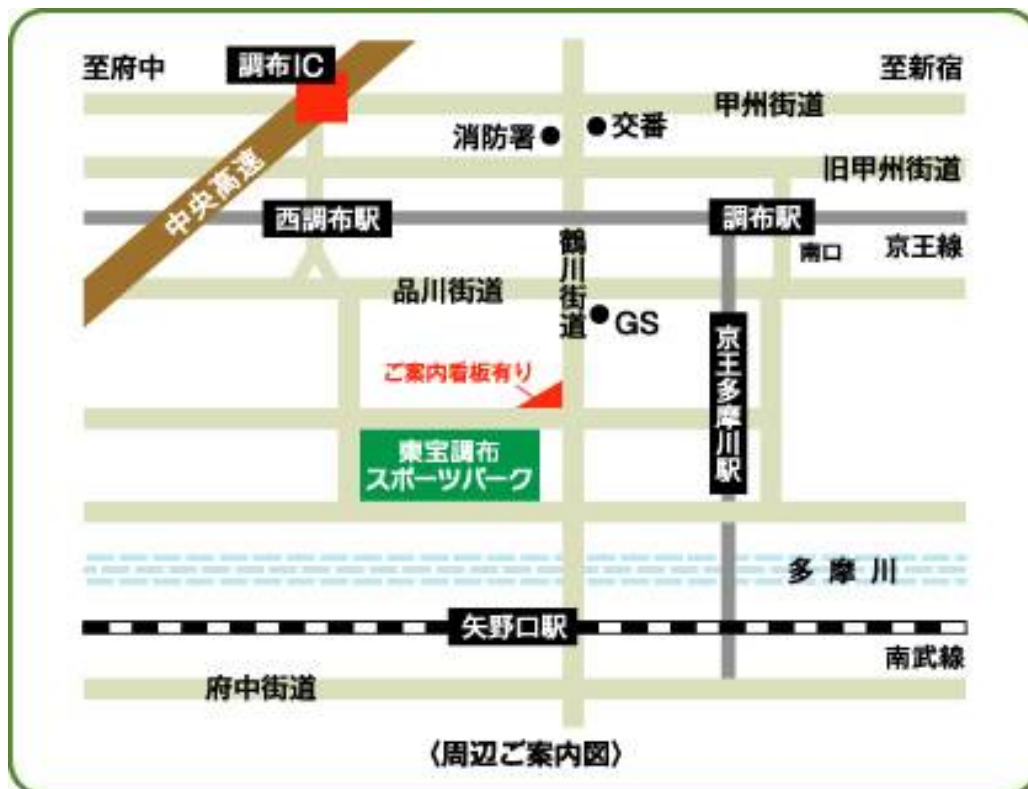 至府中
調布IC
至新宿
甲州街道
消防署
交番
旧甲州街道
中央高速
西調布駅
調布駅
南口
京王線
鶴川街道
品川街道
GS
京王多摩川駅
ご案内看板有り
東宝調布
スポーツパーク
多摩川
矢野口駅
南武線
府中街道
〈周辺ご案内図〉